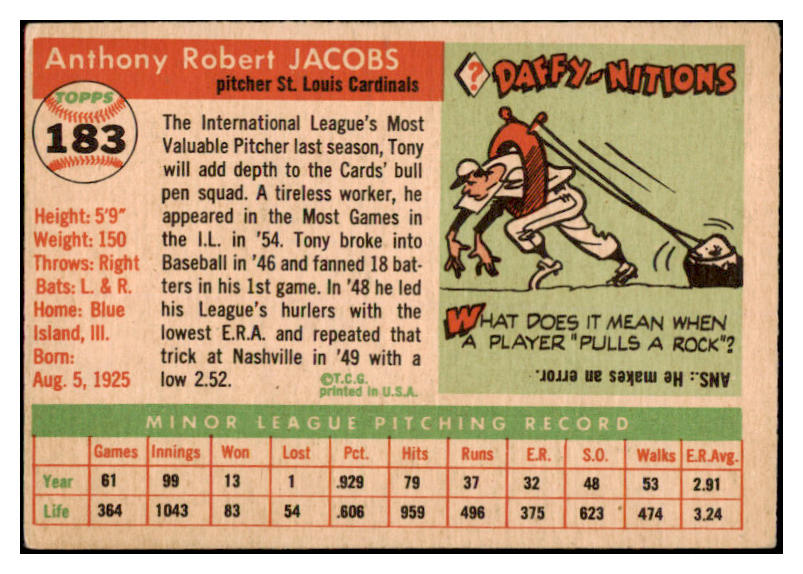 Anthony Robert JACOBS
pitcher St. Louis Cardinals
TOPPS
183
Height: 5'9"
Weight: 150
Throws: Right
Bats: L. & R.
Home: Blue
Island, Ill.
Born:
Aug. 5, 1925
The International League's Most
Valuable Pitcher last season, Tony
will add depth to the Cards' bull
pen squad. A tireless worker, he
appeared in the Most Games in
the I.L. in '54. Tony broke into
Baseball in '46 and fanned 18 bat-
ters in his 1st game. In '48 he led
his League's hurlers with the
lowest E.R.A. and repeated that
trick at Nashville in '49 with a
low 2.52.
©T.C.G.
printed in U.S.A.
? DAFFY-NITIONS
WHAT DOES IT MEAN WHEN
A PLAYER "PULLS A ROCK"?
ANS.: He makes an error.
MINOR LEAGUE PITCHING RECORD
Games Innings Won Lost Pct. Hits Runs E.R. S.O. Walks E.R.Avg.
Year 61 99 13 1 .929 79 37 32 48 53 2.91
Life 364 1043 83 54 .606 959 496 375 623 474 3.24